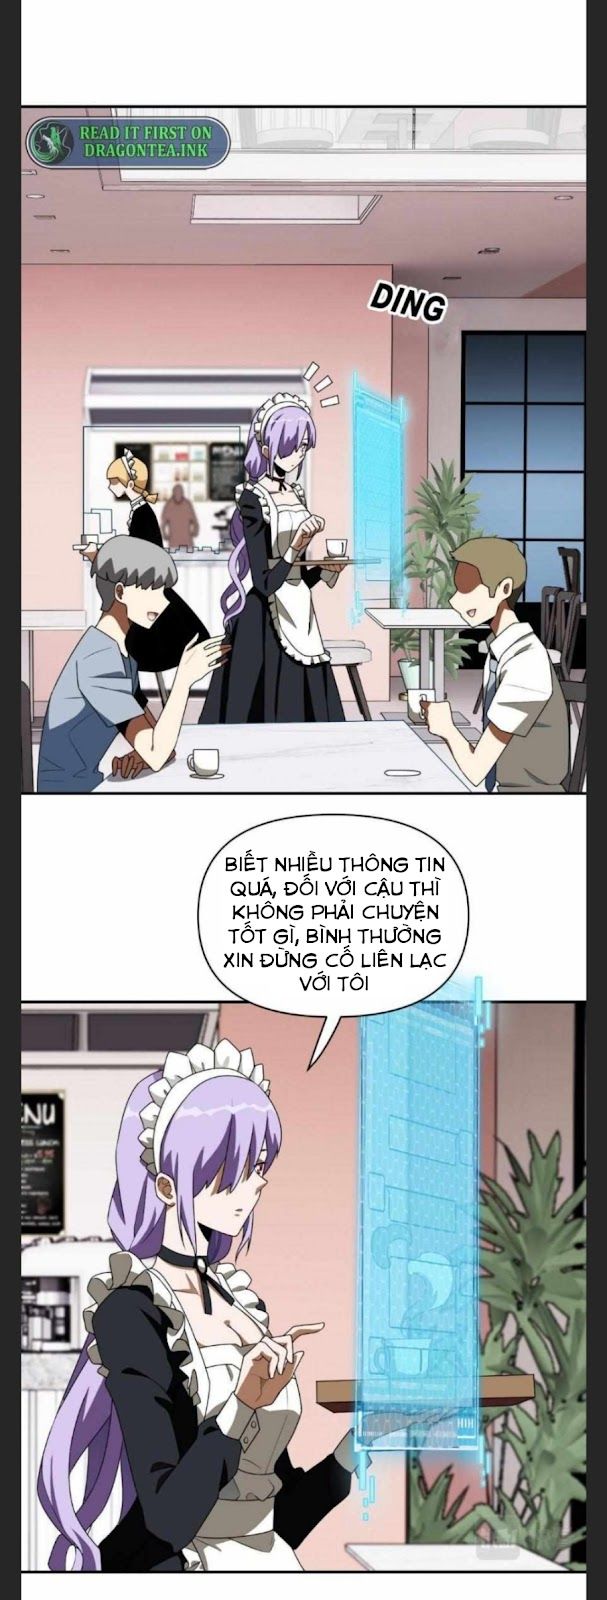 READ IT FIRST ON
DRAGONTEA.INK
DING
MENU
BIẾT NHIỀU THÔNG TIN
QUÁ, ĐỐI VỚI CẬU THÌ
KHÔNG PHẢI CHUYỆN
TỐT GÌ, BÌNH THƯỜNG
XIN ĐỪNG CỐ LIÊN LẠC
VỚI TÔI
NU